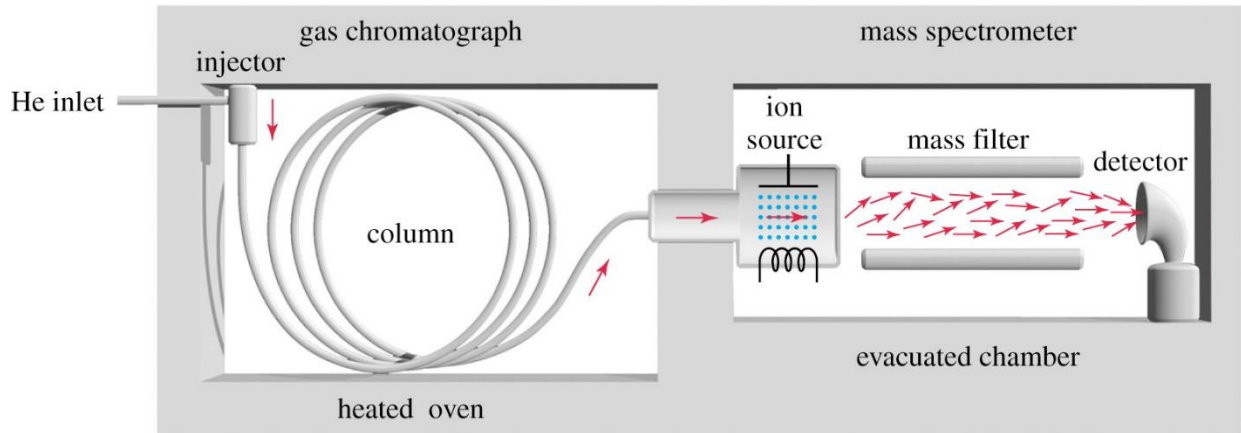 gas chromatograph
mass spectrometer
injector
He inlet
column
heated oven
ion
source
mass filter
detector
evacuated chamber